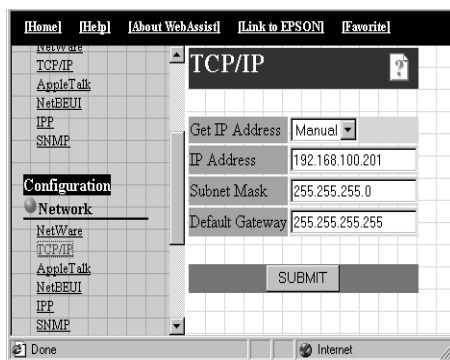 [Home] [Help] [About WebAssist] [Link to EPSON] [Favorite]
NetWare
TCP/IP
AppleTalk
NetBEUI
IPP
SNMP
Configuration
Network
NetWare
TCP/IP
AppleTalk
NetBEUI
IPP
SNMP
TCP/IP
?
Get IP Address Manual
IP Address 192.168.100.201
Subnet Mask 255.255.255.0
Default Gateway 255.255.255.255
SUBMIT
Done Internet